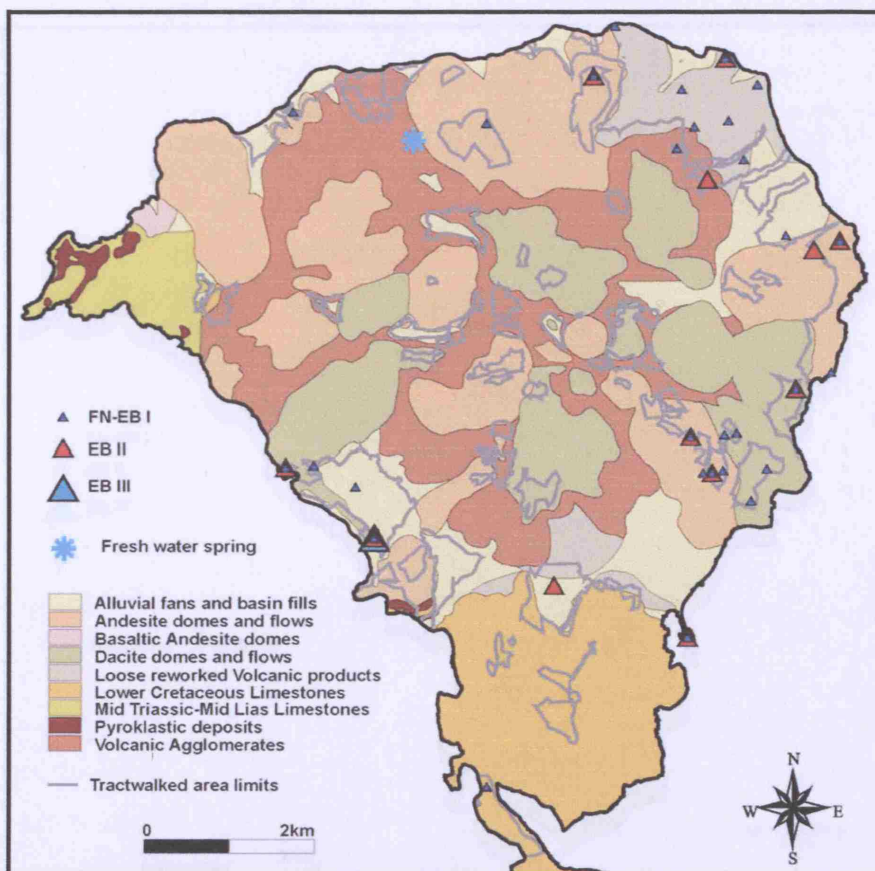 FN-EB I
EB II
EB III
Fresh water spring
Alluvial fans and basin fills
Andesite domes and flows
Basaltic Andesite domes
Dacite domes and flows
Loose reworked Volcanic products
Lower Cretaceous Limestones
Mid Triassic-Mid Lias Limestones
Pyroklastic deposits
Volcanic Agglomerates
Tractwalked area limits
0 2km
N
W E
S